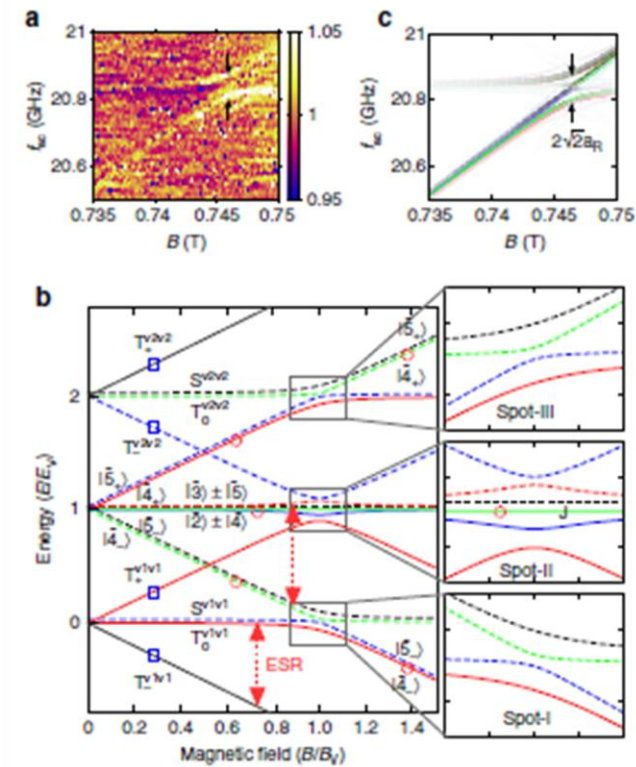 a
21
20.8
20.6
f (GHz)
0.735
0.74
0.745
0.75
B (T)
1.05
1
0.95
c
21
20.8
20.6
f (GHz)
2√2a_R
0.735
0.74
0.745
0.75
B (T)
b
Energy (E/E_v)
2
1
0
T_+^v2v2
S^v2v2
T_0^v2v2
T_-^v2v2
|5̄_+⟩
|4̄_+⟩
|5̄_+⟩
|4̄_+⟩
|3̄⟩ ± |5̄⟩
|2̄⟩ ± |4̄⟩
|4̄_-⟩
|5̄_-⟩
T_+^v1v1
S^v1v1
T_0^v1v1
T_-^v1v1
ESR
|5̄_-⟩
|4̄_-⟩
0
0.2
0.4
0.6
0.8
1.0
1.2
1.4
Magnetic field (B/B_v)
Spot-III
J
Spot-II
Spot-I